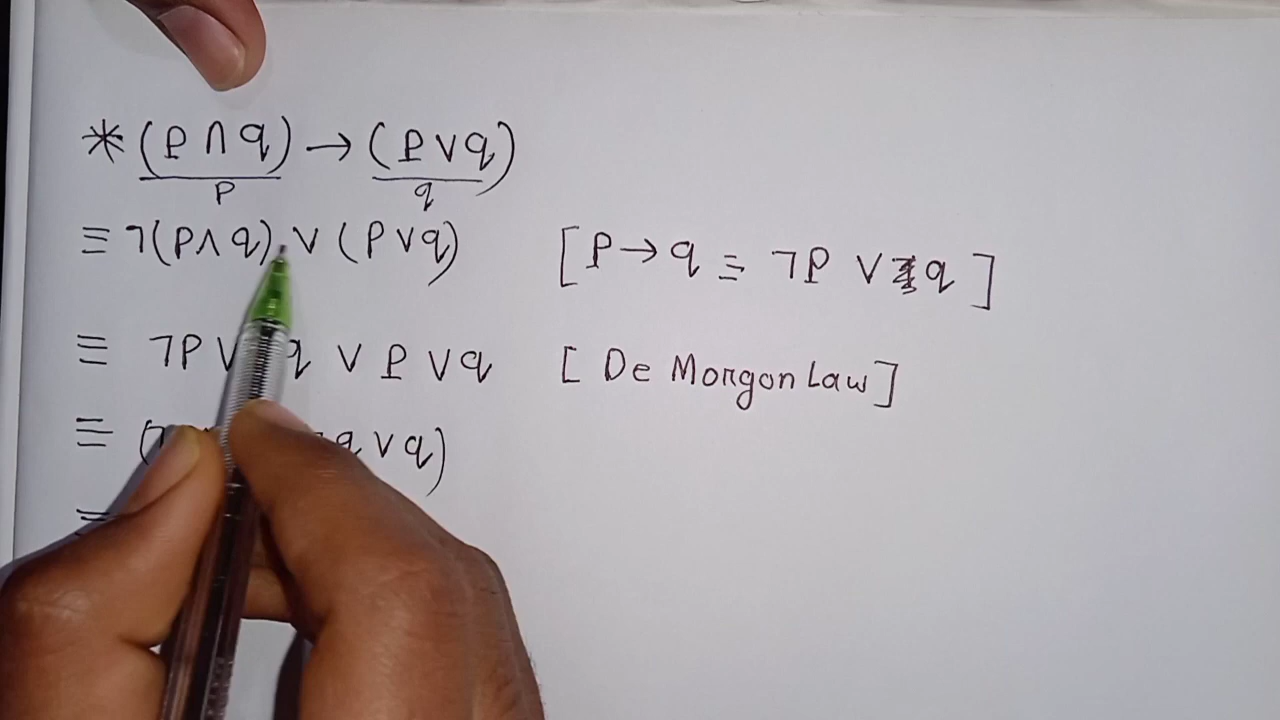 * (P ∧ q) → (P ∨ q)
P q
≡ ¬(P ∧ q) ∨ (P ∨ q) [P → q ≡ ¬P ∨ q]
≡ ¬P ∨ q ∨ P ∨ q [De Morgon Law]
≡ ( q ∨ q)
≡